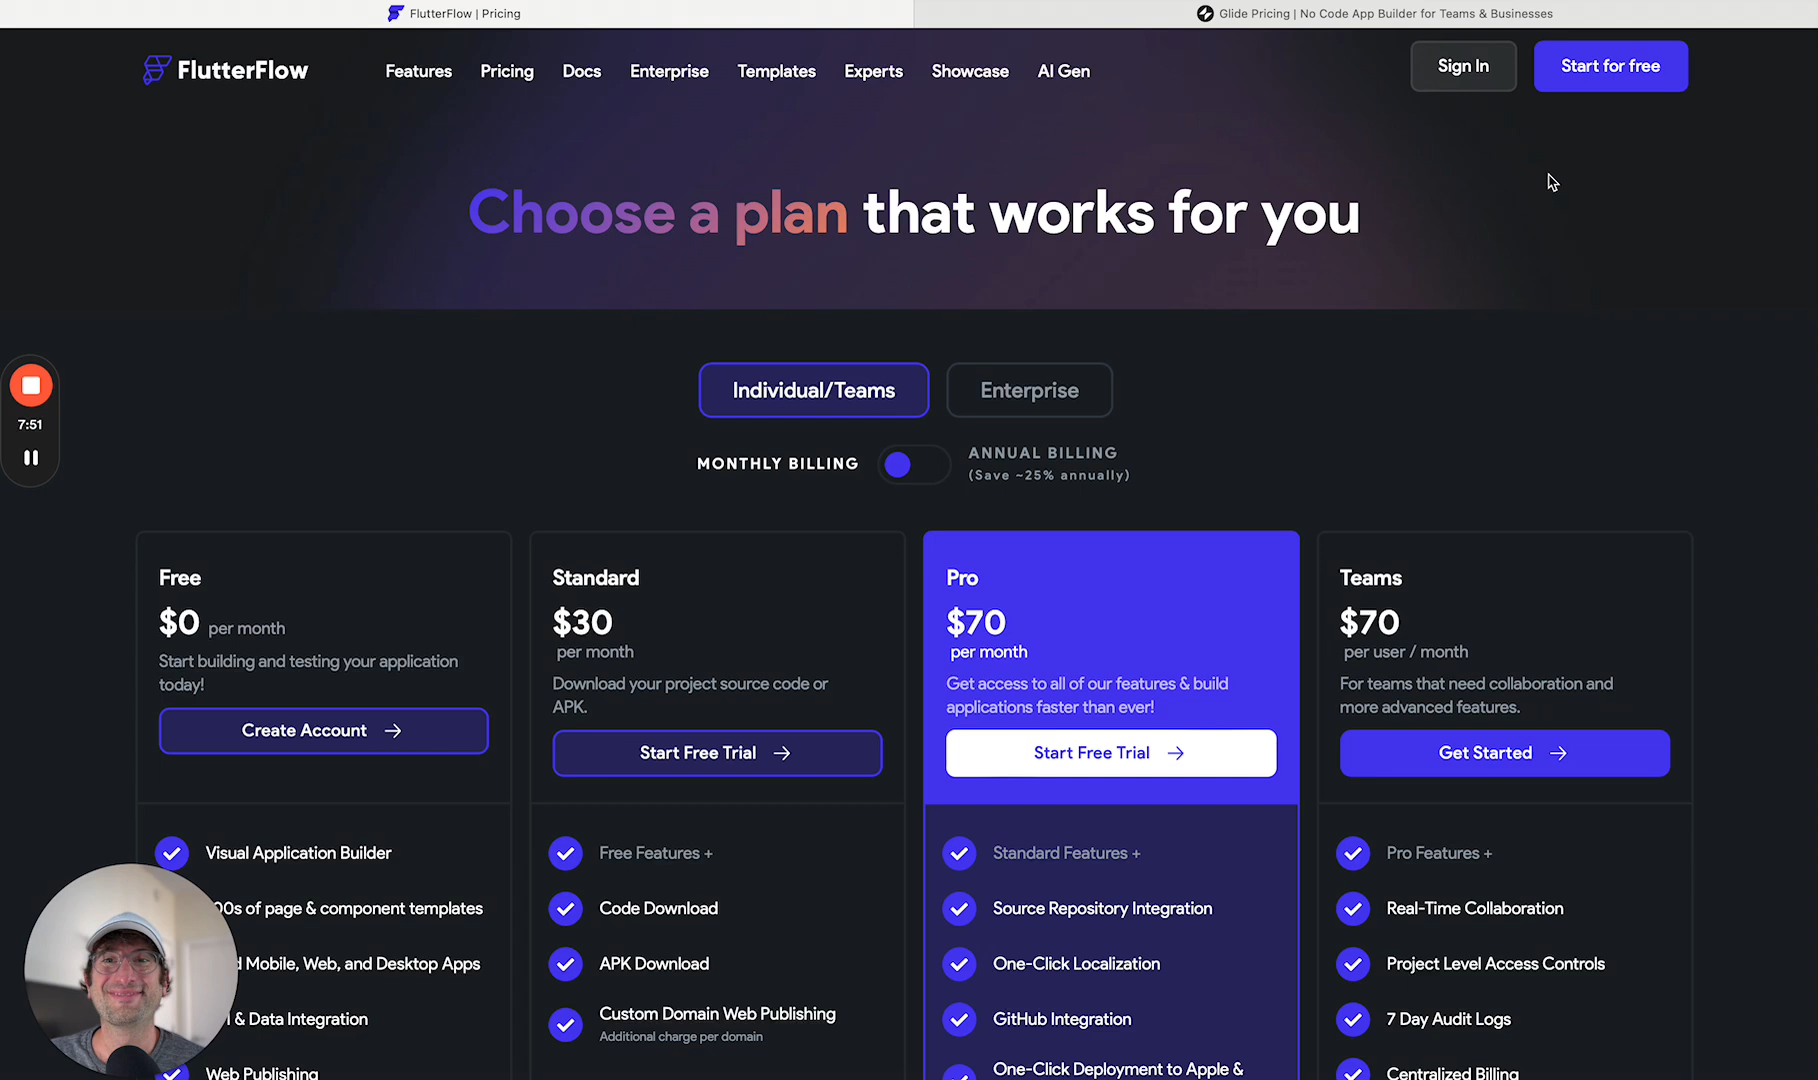 FlutterFlow | Pricing
Glide Pricing | No Code App Builder for Teams & Businesses
FlutterFlow
Features
Pricing
Docs
Enterprise
Templates
Experts
Showcase
AI Gen
Sign In
Start for free
Choose a plan that works for you
Individual/Teams
Enterprise
MONTHLY BILLING
ANNUAL BILLING
(Save ~25% annually)
7:51
Free
$0 per month
Start building and testing your application
today!
Create Account
Visual Application Builder
00s of page & component templates
d Mobile, Web, and Desktop Apps
& Data Integration
Web Publishing
Standard
$30
per month
Download your project source code or
APK.
Start Free Trial
Free Features +
Code Download
APK Download
Custom Domain Web Publishing
Additional charge per domain
Pro
$70
per month
Get access to all of our features & build
applications faster than ever!
Start Free Trial
Standard Features +
Source Repository Integration
One-Click Localization
GitHub Integration
One-Click Deployment to Apple &
Teams
$70
per user / month
For teams that need collaboration and
more advanced features.
Get Started
Pro Features +
Real-Time Collaboration
Project Level Access Controls
7 Day Audit Logs
Centralized Billing